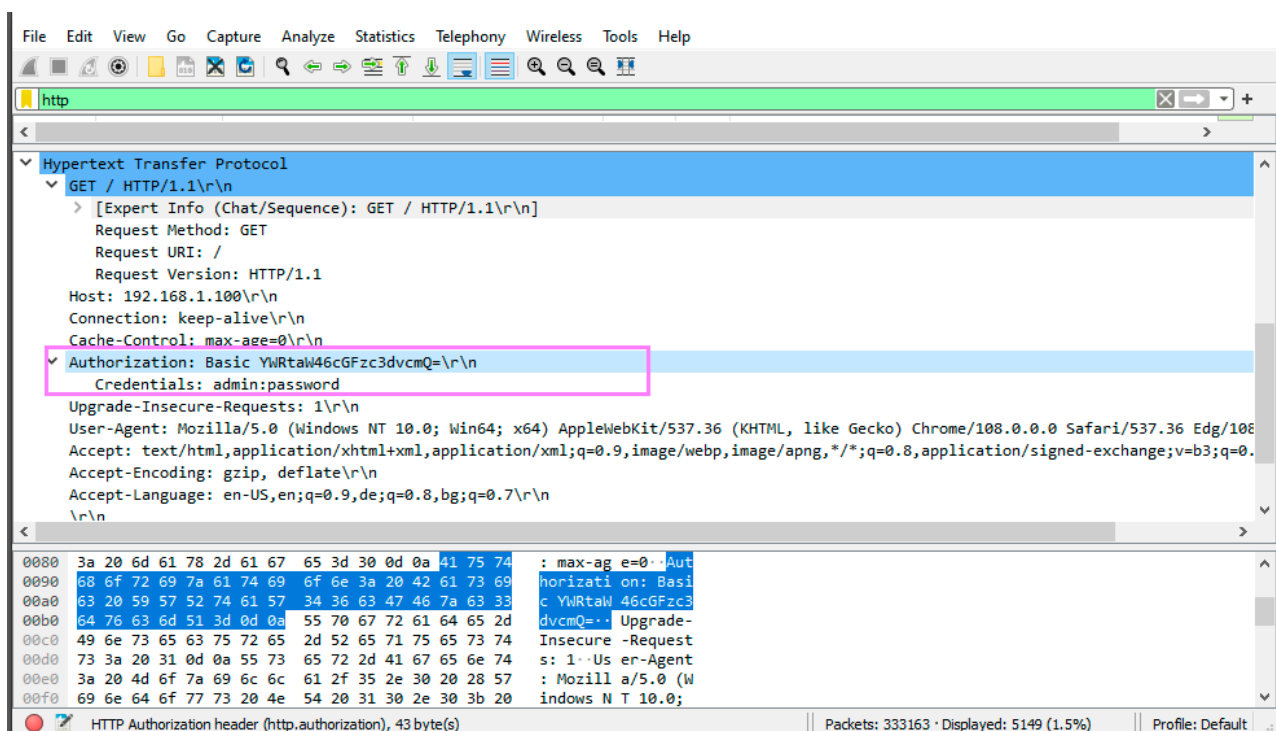 File Edit View Go Capture Analyze Statistics Telephony Wireless Tools Help
http
Hypertext Transfer Protocol
GET / HTTP/1.1\r\n
[Expert Info (Chat/Sequence): GET / HTTP/1.1\r\n]
Request Method: GET
Request URI: /
Request Version: HTTP/1.1
Host: 192.168.1.100\r\n
Connection: keep-alive\r\n
Cache-Control: max-age=0\r\n
Authorization: Basic YWRtaW46cGFzc3dvcmQ=\r\n
Credentials: admin:password
Upgrade-Insecure-Requests: 1\r\n
User-Agent: Mozilla/5.0 (Windows NT 10.0; Win64; x64) AppleWebKit/537.36 (KHTML, like Gecko) Chrome/108.0.0.0 Safari/537.36 Edg/108
Accept: text/html,application/xhtml+xml,application/xml;q=0.9,image/webp,image/apng,*/*;q=0.8,application/signed-exchange;v=b3;q=0.
Accept-Encoding: gzip, deflate\r\n
Accept-Language: en-US,en;q=0.9,de;q=0.8,bg;q=0.7\r\n
\r\n
0080 3a 20 6d 61 78 2d 61 67 65 3d 30 0d 0a 41 75 74 : max-ag e=0··Aut
0090 68 6f 72 69 7a 61 74 69 6f 6e 3a 20 42 61 73 69 horizati on: Basi
00a0 63 20 59 57 52 74 61 57 34 36 63 47 46 7a 63 33 c YWRtaW 46cGFzc3
00b0 64 76 63 6d 51 3d 0d 0a 55 70 67 72 61 64 65 2d dvcmQ=·· Upgrade-
00c0 49 6e 73 65 63 75 72 65 2d 52 65 71 75 65 73 74 Insecure -Request
00d0 73 3a 20 31 0d 0a 55 73 65 72 2d 41 67 65 6e 74 s: 1··Us er-Agent
00e0 3a 20 4d 6f 7a 69 6c 6c 61 2f 35 2e 30 20 28 57 : Mozill a/5.0 (W
00f0 69 6e 64 6f 77 73 20 4e 54 20 31 30 2e 30 3b 20 indows N T 10.0;
HTTP Authorization header (http.authorization), 43 byte(s) Packets: 333163 · Displayed: 5149 (1.5%) Profile: Default